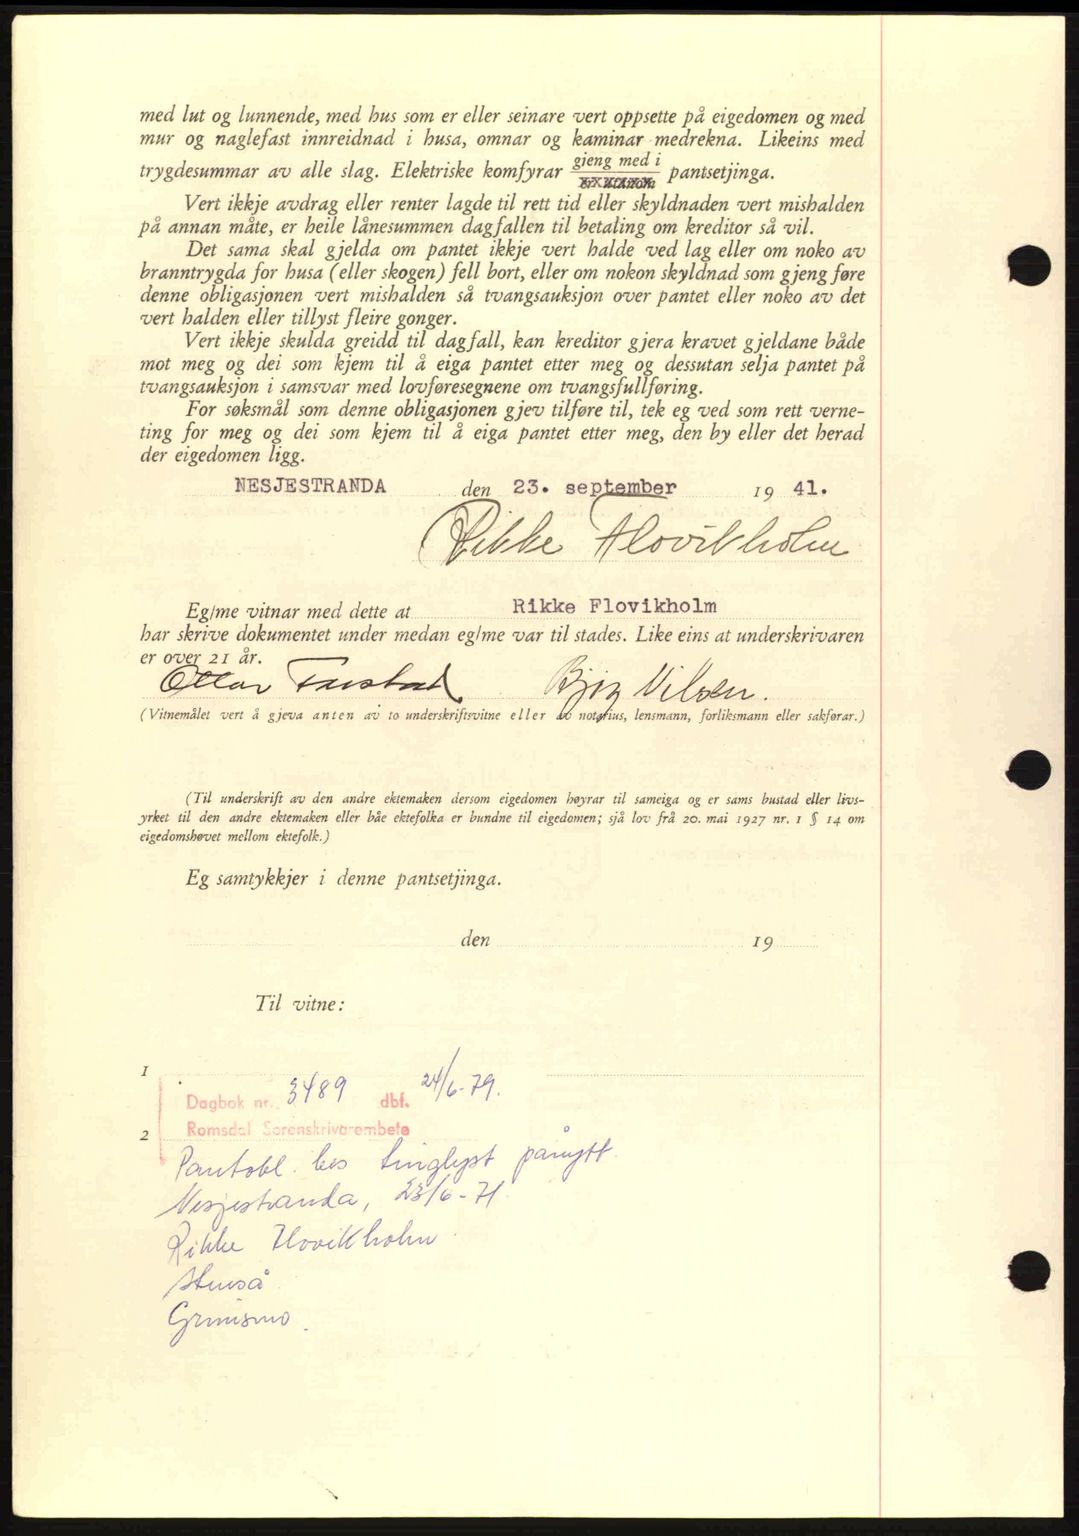 med lut og lunnende, med hus som er eller seinare vert oppsette på eigedomen og med
mur og naglefast innreidnad i husa, omnar og kaminar medrekna. Likeins med
trygdesummar av alle slag. Elektriske komfyrar gjeng med i pantsetjinga.
Vert ikkje avdrag eller renter lagde til rett tid eller skyldnaden vert mishalden
på annan måte, er heile lånesummen dagfallen til betaling om kreditor så vil.
Det sama skal gjelda om pantet ikkje vert halde ved lag eller om noko av
branntrygda for husa (eller skogen) fell bort, eller om nokon skyldnad som gjeng føre
denne obligasjonen vert mishalden så tvangsauksjon over pantet eller noko av det
vert halden eller tillyst fleire gonger.
Vert ikkje skulda greidd til dagfall, kan kreditor gjera kravet gjeldane både
mot meg og dei som kjem til å eiga pantet etter meg og dessutan selja pantet på
tvangsauksjon i samsvar med lovføresegnene om tvangsfullføring.
For søksmål som denne obligasjonen gjev tilføre til, tek eg ved som rett verne-
ting for meg og dei som kjem til å eiga pantet etter meg, den by eller det herad
der eigedomen ligg.
NESJESTRANDA den 23. september 19 41.
Rikke Flovikholm
Eg/me vitnar med dette at Rikke Flovikholm
har skrive dokumentet under medan eg/me var til stades. Like eins at underskrivaren
er over 21 år.
Ottar
(Vitnemålet vert å gjeva anten av to underskriftsvitne eller av notarius, lensmann, forliksmann eller sakførar.)
(Til underskrift av den andre ektemaken dersom eigedomen høyrar til sameiga og er sams bustad eller livs-
yrket til den andre ektemaken eller båe ektefolka er bundne til eigedomen; sjå lov frå 20. mai 1927 nr. 1 § 14 om
eigedomshøvet mellom ektefolk.)
Eg samtykkjer i denne pantsetjinga.
den 19
Til vitne:
1
Dagbok nr. 3489 dbf. 24/6-79.
2 Romsdal Sorenskrivarembete
Pantobl. bes tinglyst pånytt.
Nesjestranda, 23/6-71
Rikke Flovikholm